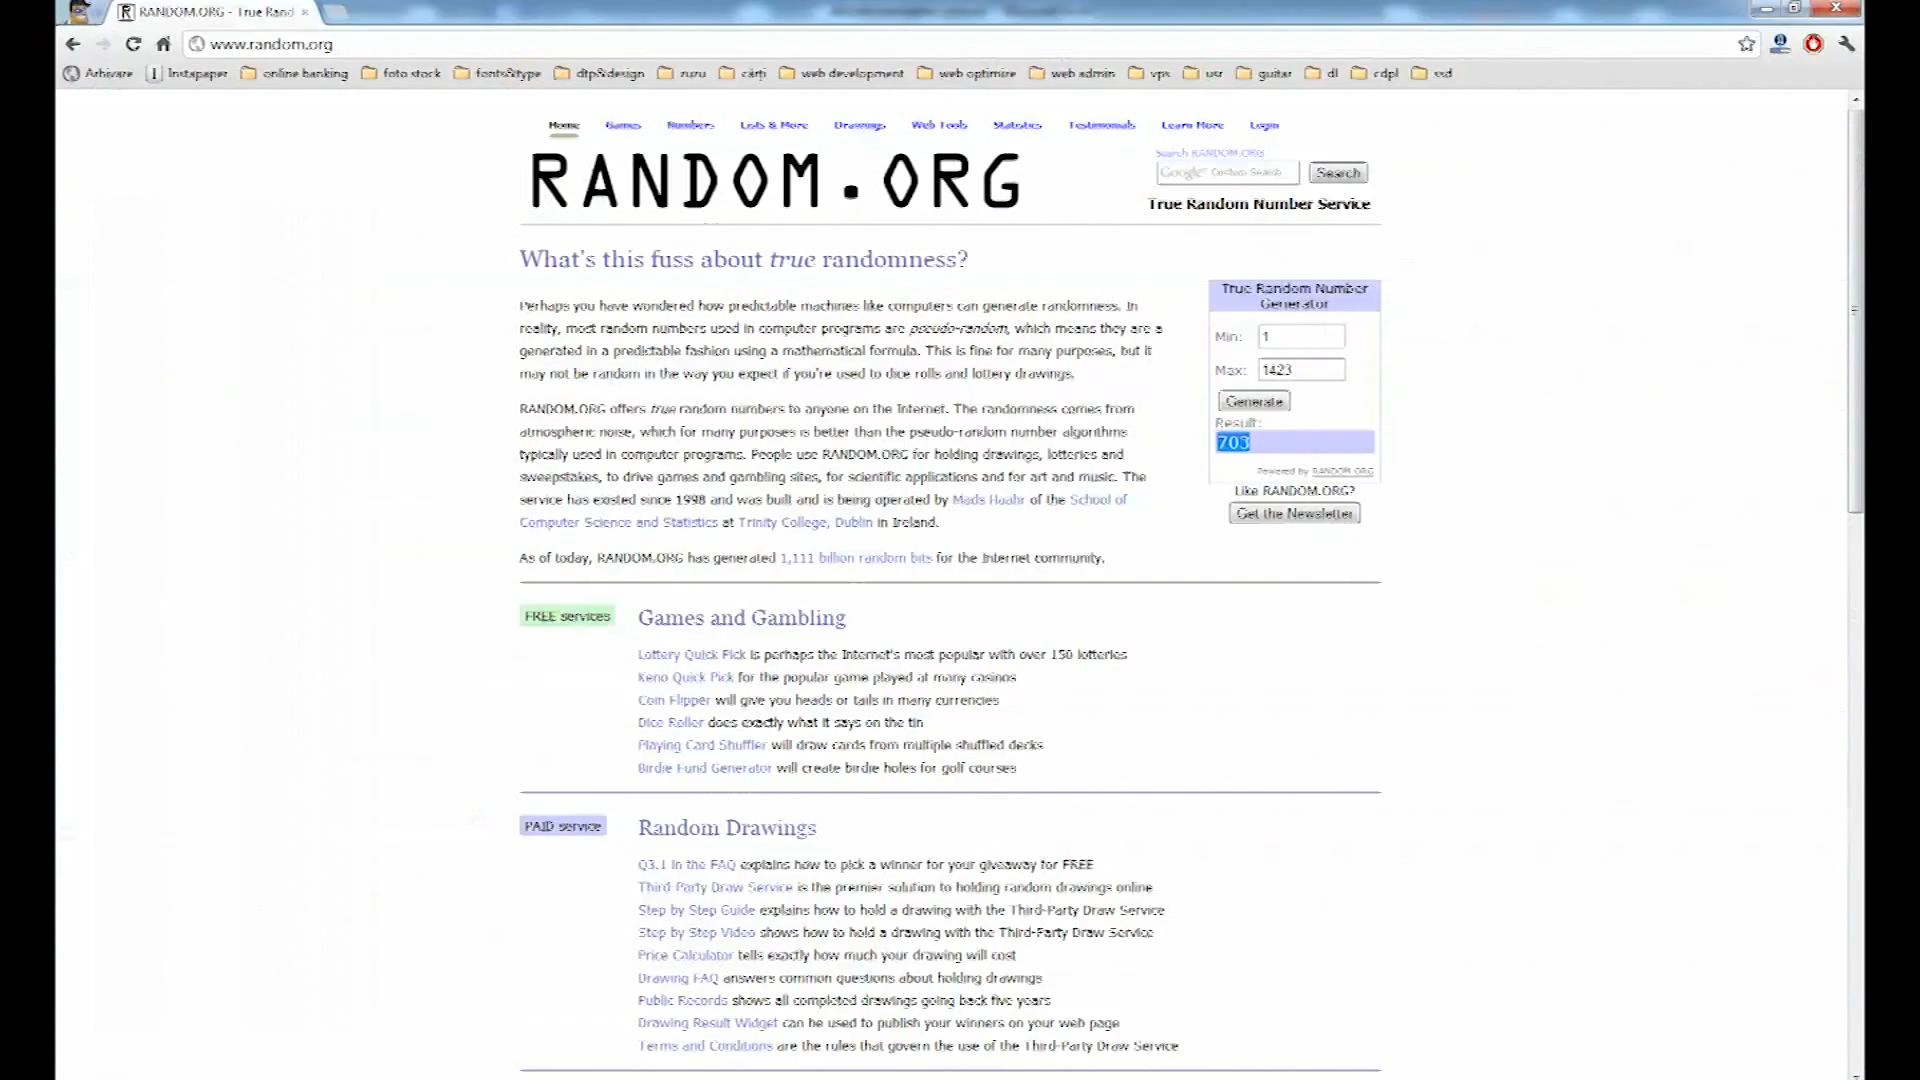 RANDOM.ORG - True Rand
www.random.org
Arhivare Instapaper online banking foto stock fonts&type dtp&design ruru cărți web development web optimize web admin vps usr guitar dl cdpl ssd
Home Games Numbers Lists & More Drawings Web Tools Statistics Testimonials Learn More Login
Search RANDOM.ORG
RANDOM.ORG
Google Custom Search Search
True Random Number Service
What's this fuss about true randomness?
Perhaps you have wondered how predictable machines like computers can generate randomness. In
reality, most random numbers used in computer programs are pseudo-random, which means they are a
generated in a predictable fashion using a mathematical formula. This is fine for many purposes, but it
may not be random in the way you expect if you're used to dice rolls and lottery drawings.
RANDOM.ORG offers true random numbers to anyone on the Internet. The randomness comes from
atmospheric noise, which for many purposes is better than the pseudo-random number algorithms
typically used in computer programs. People use RANDOM.ORG for holding drawings, lotteries and
sweepstakes, to drive games and gambling sites, for scientific applications and for art and music. The
service has existed since 1998 and was built and is being operated by Mads Haahr of the School of
Computer Science and Statistics at Trinity College, Dublin in Ireland.
As of today, RANDOM.ORG has generated 1,111 billion random bits for the Internet community.
True Random Number
Generator
Min: 1
Max: 1423
Generate
Result:
703
Powered by RANDOM.ORG
Like RANDOM.ORG?
Get the Newsletter
FREE services
Games and Gambling
Lottery Quick Pick is perhaps the Internet's most popular with over 150 lotteries
Keno Quick Pick for the popular game played at many casinos
Coin Flipper will give you heads or tails in many currencies
Dice Roller does exactly what it says on the tin
Playing Card Shuffler will draw cards from multiple shuffled decks
Birdie Fund Generator will create birdie holes for golf courses
PAID service
Random Drawings
Q3.1 in the FAQ explains how to pick a winner for your giveaway for FREE
Third-Party Draw Service is the premier solution to holding random drawings online
Step by Step Guide explains how to hold a drawing with the Third-Party Draw Service
Step by Step Video shows how to hold a drawing with the Third-Party Draw Service
Price Calculator tells exactly how much your drawing will cost
Drawing FAQ answers common questions about holding drawings
Public Records shows all completed drawings going back five years
Drawing Result Widget can be used to publish your winners on your web page
Terms and Conditions are the rules that govern the use of the Third-Party Draw Service